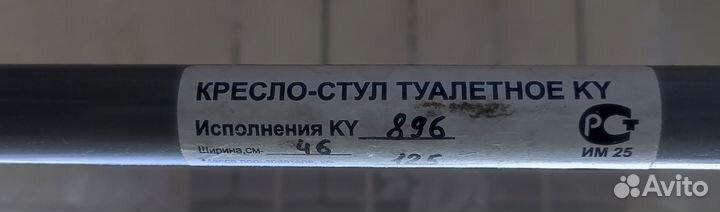 КРЕСЛО-СТУЛ ТУАЛЕТНОЕ KY
Исполнения KY 896
Ширина,см- 46
125
РСТ
ИМ 25
Avito